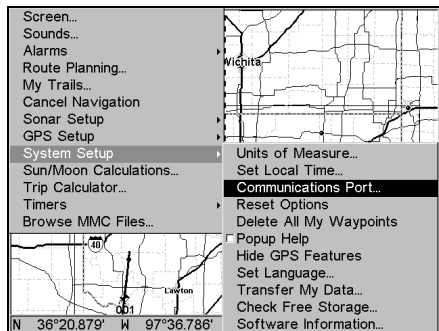 Screen...
Sounds...
Alarms
Route Planning...
My Trails...
Cancel Navigation
Sonar Setup
GPS Setup
System Setup
Sun/Moon Calculations...
Trip Calculator...
Timers
Browse MMC Files...
Wichita
Units of Measure...
Set Local Time...
Communications Port...
Reset Options
Delete All My Waypoints
Popup Help
Hide GPS Features
Set Language...
Transfer My Data...
Check Free Storage...
Software Information...
40
Lawton
001
N 36°20.879' W 97°36.786'